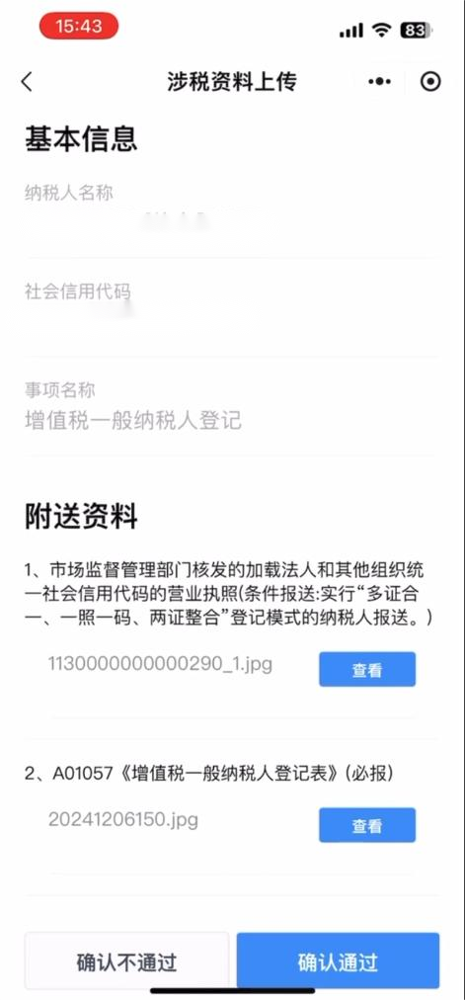 15:43
83
涉税资料上传
基本信息
纳税人名称
社会信用代码
事项名称
增值税一般纳税人登记
附送资料
1、市场监督管理部门核发的加载法人和其他组织统
一社会信用代码的营业执照(条件报送:实行“多证合
一、一照一码、两证整合”登记模式的纳税人报送。)
1130000000000290_1.jpg
查看
2、A01057《增值税一般纳税人登记表》(必报)
20241206150.jpg
查看
确认不通过
确认通过